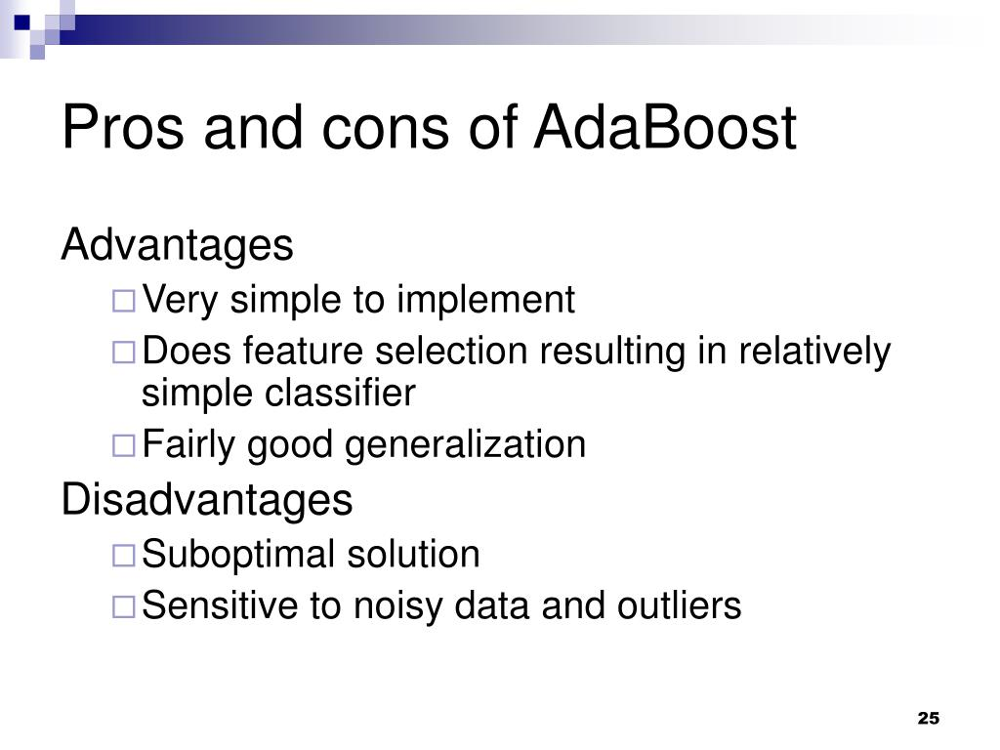 Pros and cons of AdaBoost
Advantages
Very simple to implement
Does feature selection resulting in relatively
simple classifier
Fairly good generalization
Disadvantages
Suboptimal solution
Sensitive to noisy data and outliers
25